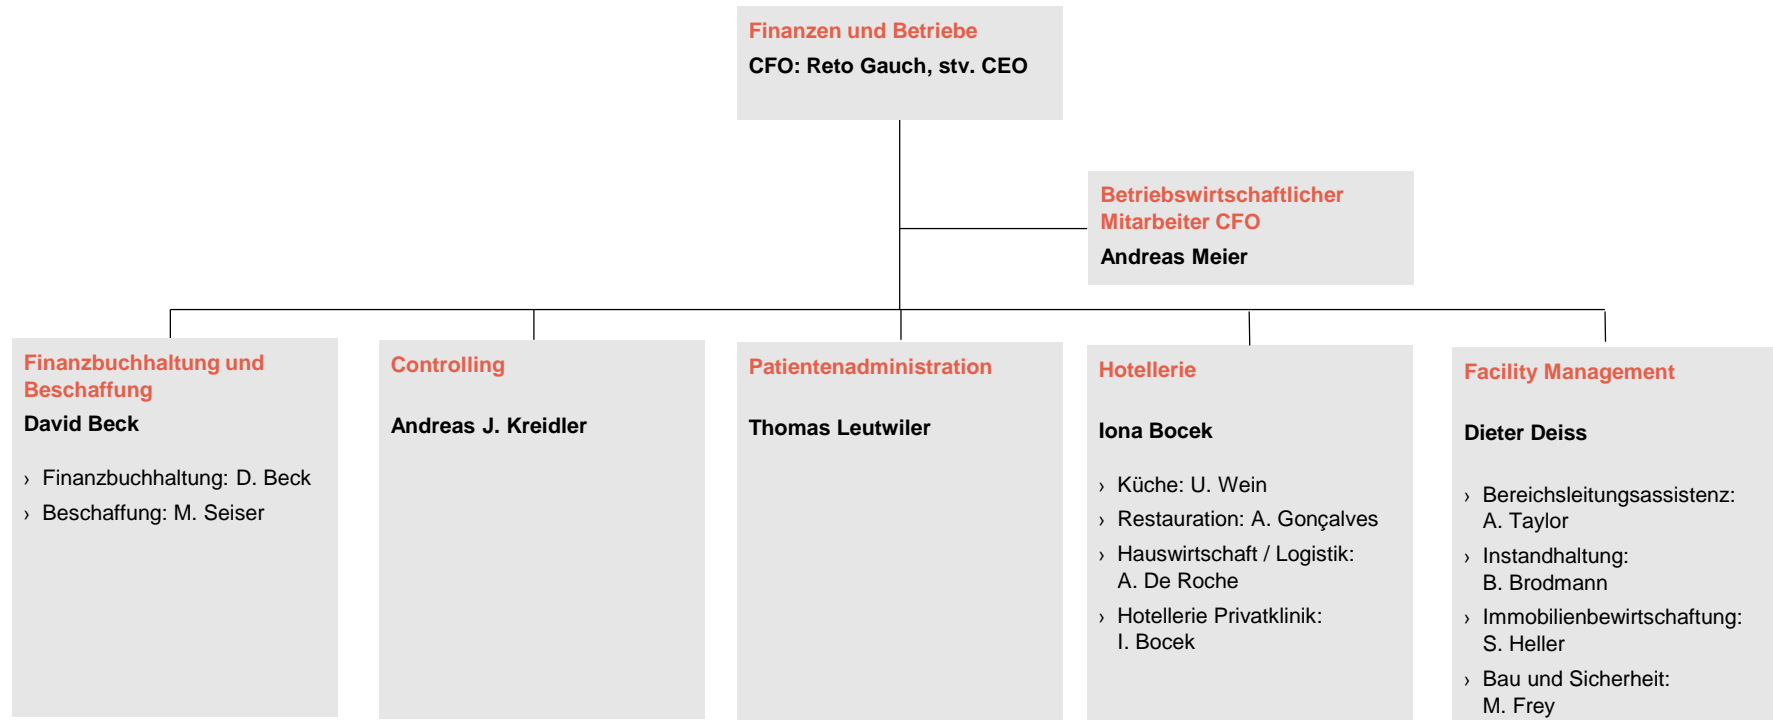 Finanzen und Betriebe
CFO: Reto Gauch, stv. CEO
Betriebswirtschaftlicher
Mitarbeiter CFO
Andreas Meier
Finanzbuchhaltung und
Beschaffung
David Beck
› Finanzbuchhaltung: D. Beck
› Beschaffung: M. Seiser
Controlling
Andreas J. Kreidler
Patientenadministration
Thomas Leutwiler
Hotellerie
Iona Bocek
› Küche: U. Wein
› Restauration: A. Gonçalves
› Hauswirtschaft / Logistik:
A. De Roche
› Hotellerie Privatklinik:
I. Bocek
Facility Management
Dieter Deiss
› Bereichsleitungsassistenz:
A. Taylor
› Instandhaltung:
B. Brodmann
› Immobilienbewirtschaftung:
S. Heller
› Bau und Sicherheit:
M. Frey